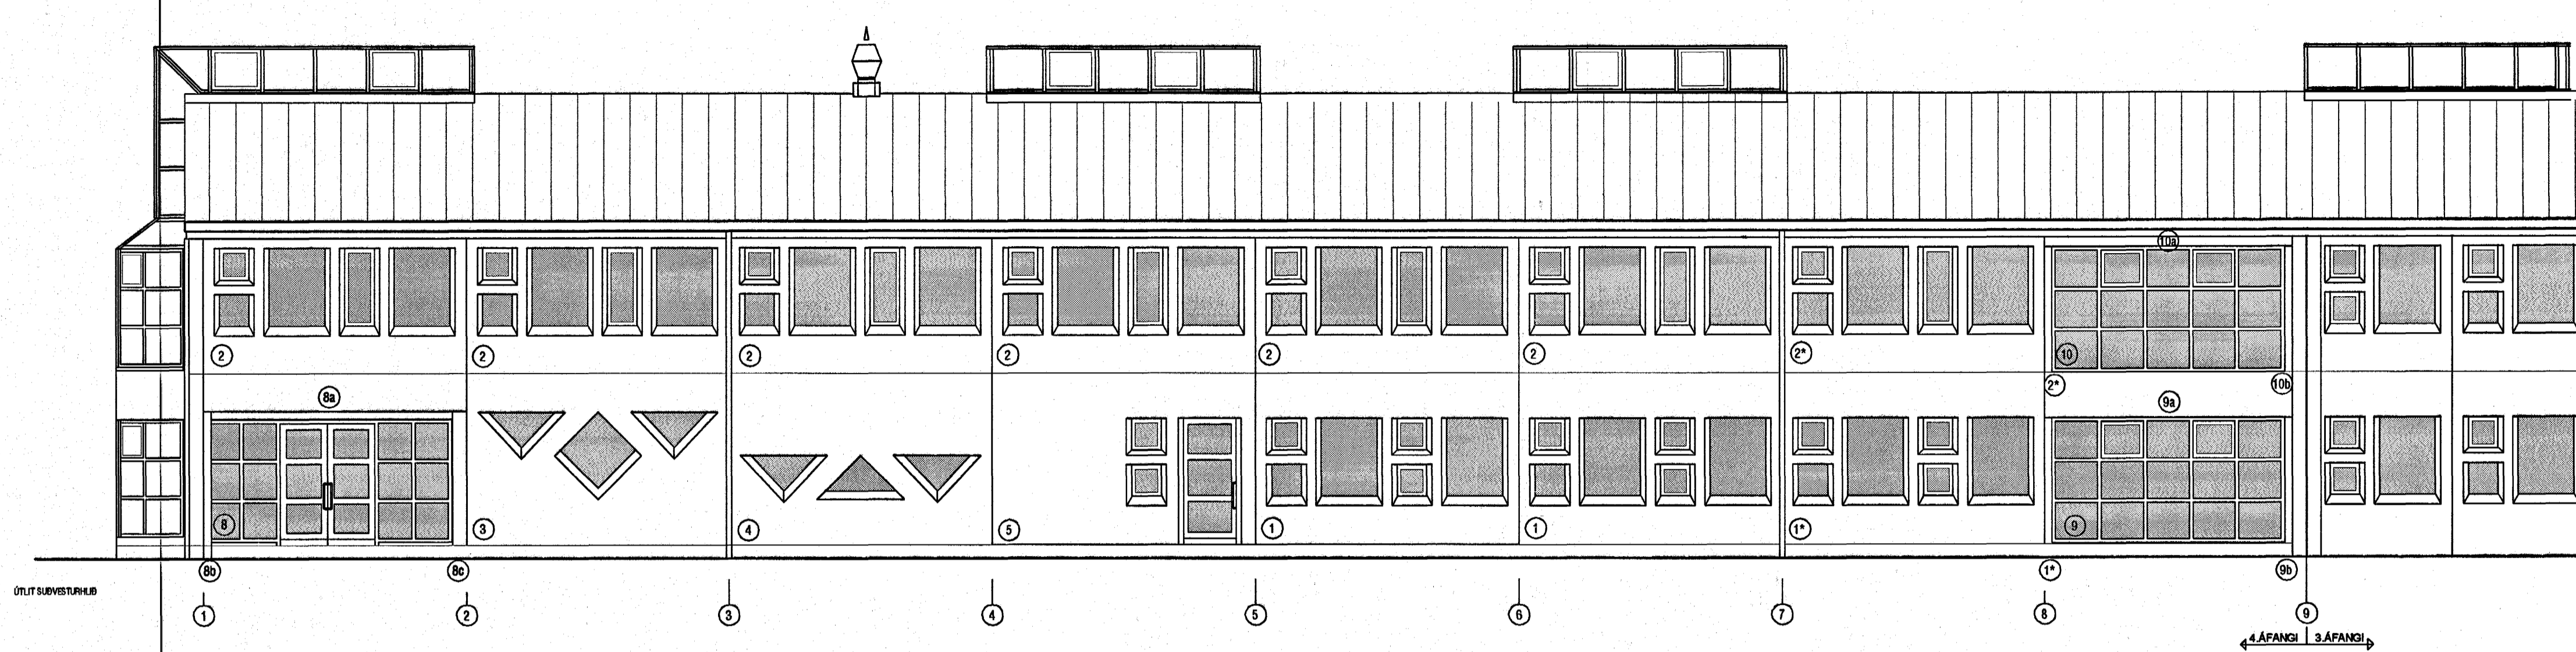 10a
2 2 2 2 2 2 2* 10
8a 2* 10b
9a
8 3 4 5 1 1 1* 9
8b 8c 1* 9b
ÚTLIT SUÐVESTURHLIÐ
1 2 3 4 5 6 7 8 9
4.ÁFANGI 3.ÁFANGI